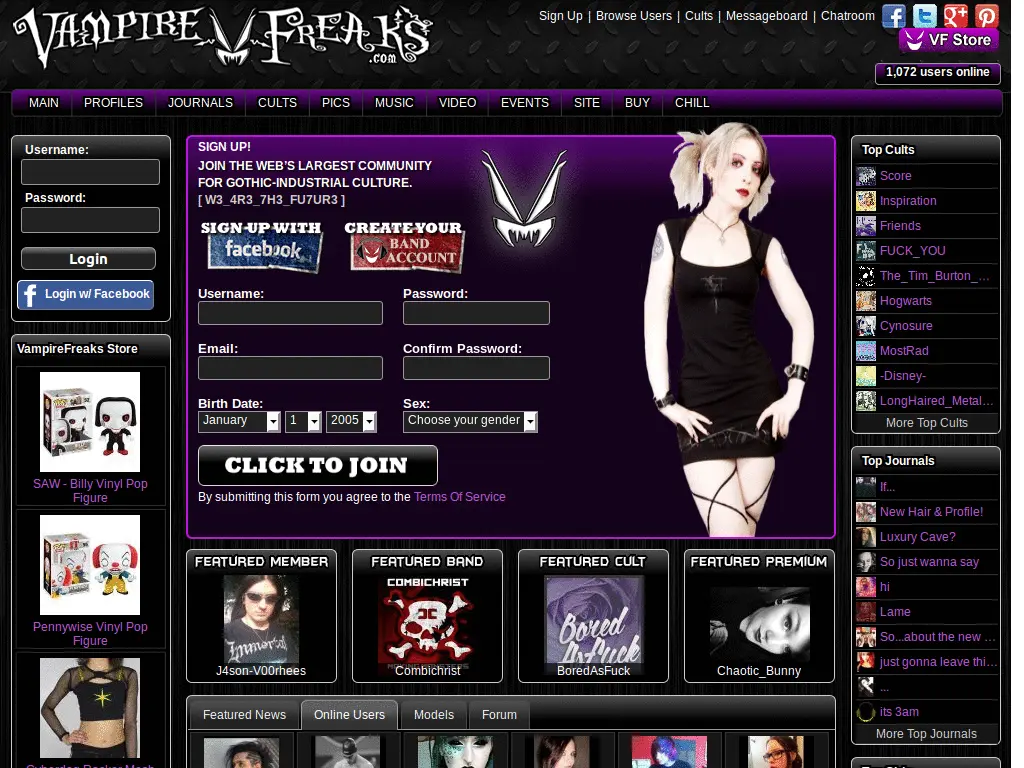 VAMPIREFREAKS
.com
Sign Up | Browse Users | Cults | Messageboard | Chatroom
VF Store
1,072 users online
MAIN PROFILES JOURNALS CULTS PICS MUSIC VIDEO EVENTS SITE BUY CHILL
Username:
Password:
Login
Login w/ Facebook
VampireFreaks Store
SAW - Billy Vinyl Pop
Figure
Pennywise Vinyl Pop
Figure
SIGN UP!
JOIN THE WEB'S LARGEST COMMUNITY
FOR GOTHIC-INDUSTRIAL CULTURE.
[ W3_4R3_7H3_FU7UR3 ]
SIGN UP WITH
facebook
CREATE YOUR
BAND
ACCOUNT
Username: Password:
Email: Confirm Password:
Birth Date: Sex:
January 1 2005 Choose your gender
CLICK TO JOIN
By submitting this form you agree to the Terms Of Service
FEATURED MEMBER
Immortal
J4son-V00rhees
FEATURED BAND
COMBICHRIST
Combichrist
FEATURED CULT
Bored
AsFuck
BoredAsFuck
FEATURED PREMIUM
Chaotic_Bunny
Featured News Online Users Models Forum
Top Cults
Score
Inspiration
Friends
FUCK_YOU
The_Tim_Burton_...
Hogwarts
Cynosure
MostRad
-Disney-
LongHaired_Metal...
More Top Cults
Top Journals
If...
New Hair & Profile!
Luxury Cave?
So just wanna say
hi
Lame
So...about the new ...
just gonna leave thi...
...
its 3am
More Top Journals